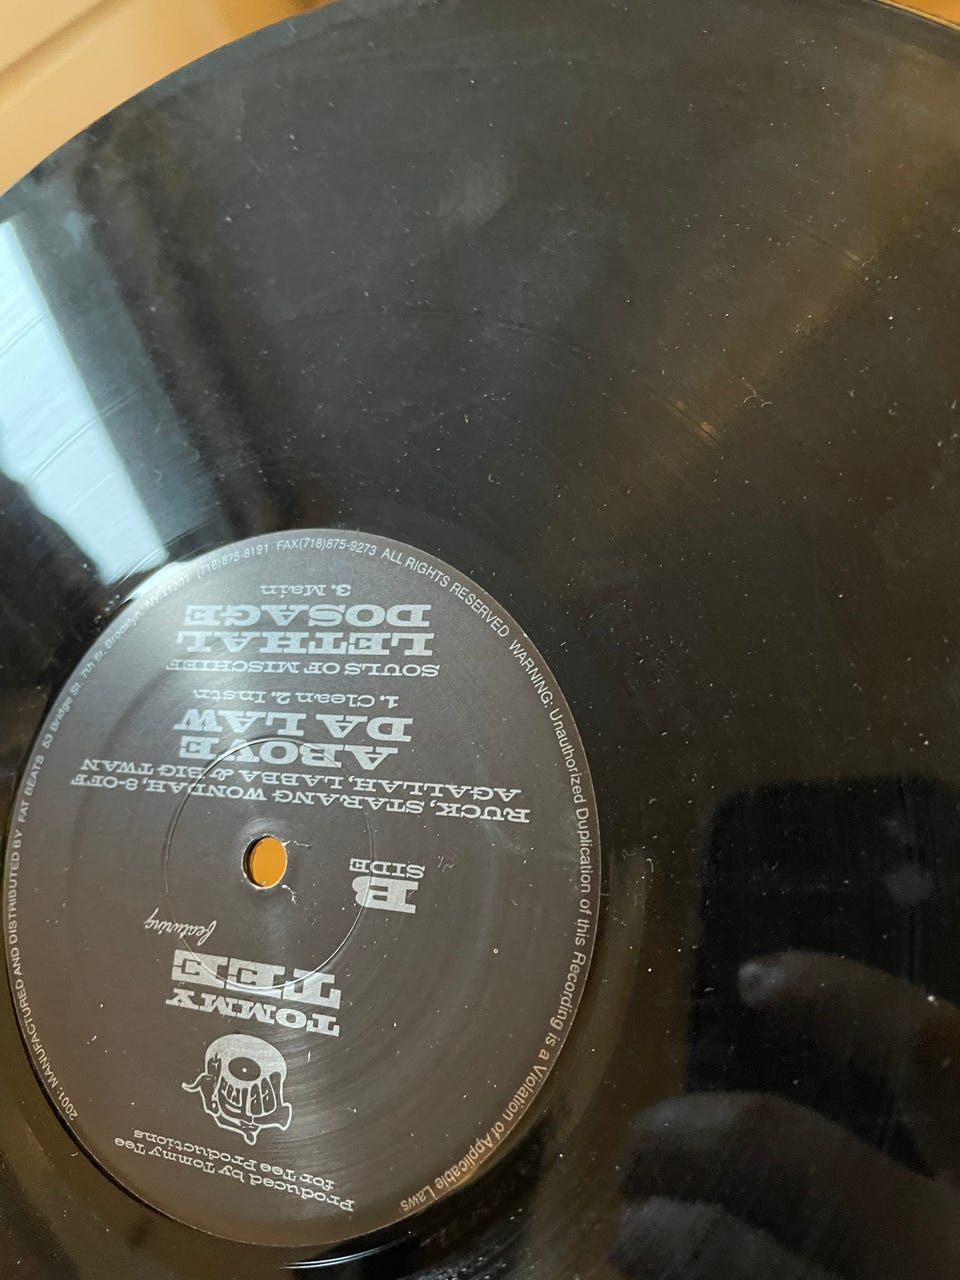 Produced by Tommy Tee
for Tee Productions
TOMMY
TEE
featuring
B
SIDE
RUCK, STARANG WONDAH, 8-OFF
AGALLAH, LABBA & BIG TWAN
ABOVE
DA LAW
1. Clean 2. Instr.
SOULS OF MISCHIEF
LETHAL
DOSAGE
3. Main
2001: MANUFACTURED AND DISTRIBUTED BY FAT BEATS 53 Bridge St. 7th flr. Brooklyn, NY 11201 (718)875-8191 FAX(718)875-9273 ALL RIGHTS RESERVED WARNING: Unauthorized Duplication of this Recording is a Violation of Applicable Laws